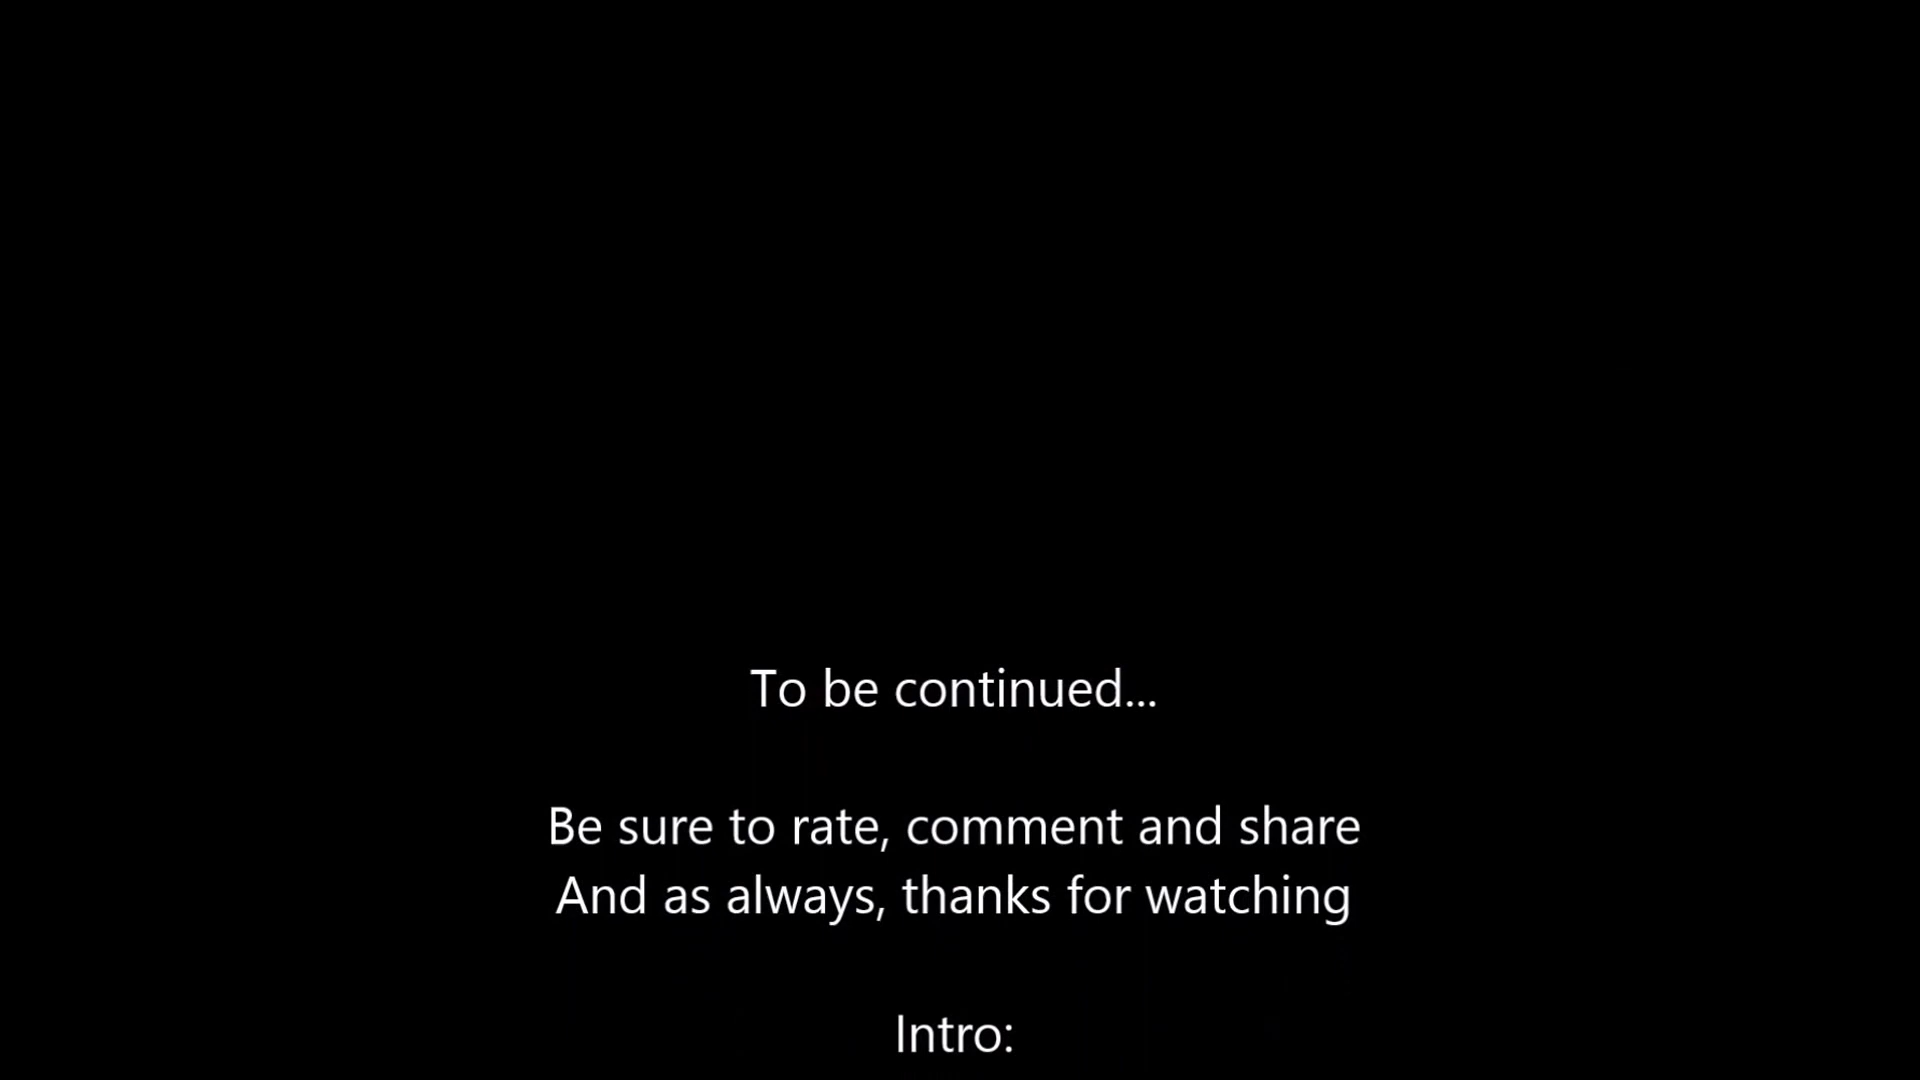 To be continued...
Be sure to rate, comment and share
And as always, thanks for watching
Intro: